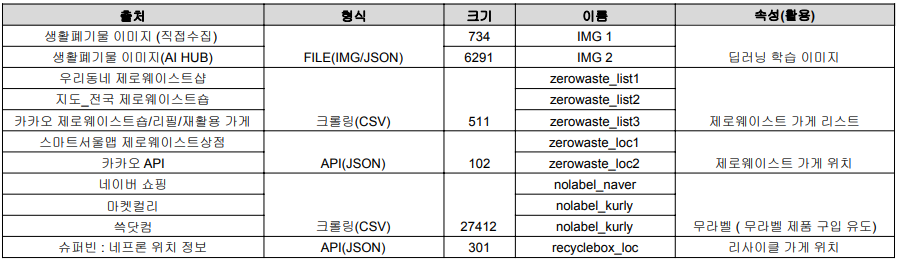 출처 형식 크기 이름 속성(활용)
생활폐기물 이미지 (직접수집) 734 IMG 1
생활폐기물 이미지(AI HUB) FILE(IMG/JSON) 6291 IMG 2 딥러닝 학습 이미지
우리동네 제로웨이스트샵 zerowaste_list1
지도_전국 제로웨이스트숍 zerowaste_list2
카카오 제로웨이스트숍/리필/재활용 가게 크롤링(CSV) 511 zerowaste_list3 제로웨이스트 가게 리스트
스마트서울맵 제로웨이스트상점 zerowaste_loc1
카카오 API API(JSON) 102 zerowaste_loc2 제로웨이스트 가게 위치
네이버 쇼핑 nolabel_naver
마켓컬리 nolabel_kurly
쓱닷컴 크롤링(CSV) 27412 nolabel_kurly 무라벨 ( 무라벨 제품 구입 유도)
슈퍼빈 : 네프론 위치 정보 API(JSON) 301 recyclebox_loc 리사이클 가게 위치